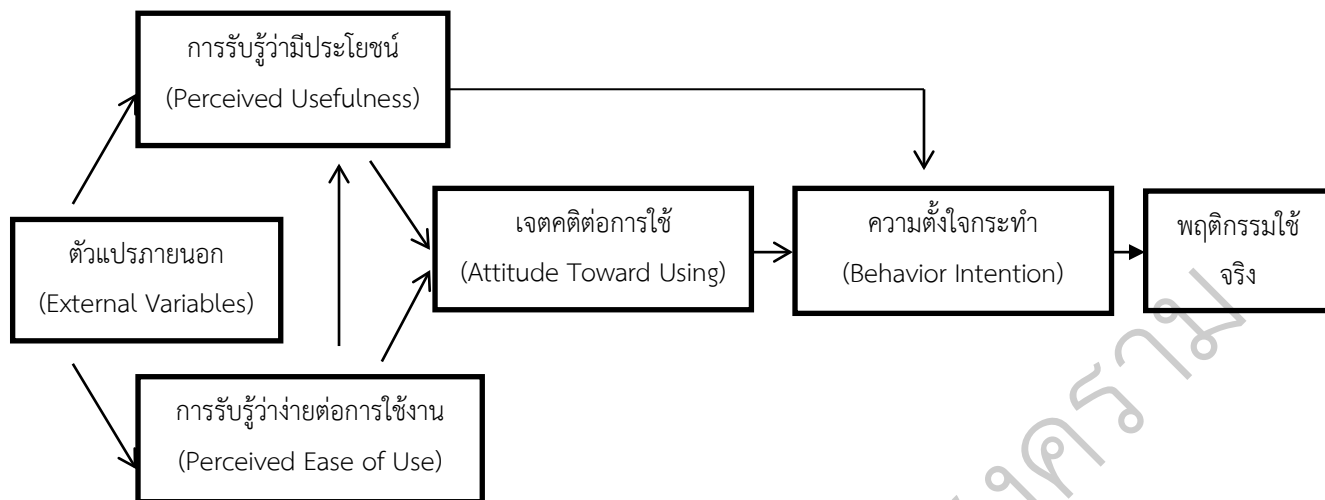 การรับรู้ว่ามีประโยชน์
(Perceived Usefulness)
ตัวแปรภายนอก
(External Variables)
เจตคติต่อการใช้
(Attitude Toward Using)
ความตั้งใจกระทำ
(Behavior Intention)
พฤติกรรมใช้
จริง
การรับรู้ว่าง่ายต่อการใช้งาน
(Perceived Ease of Use)